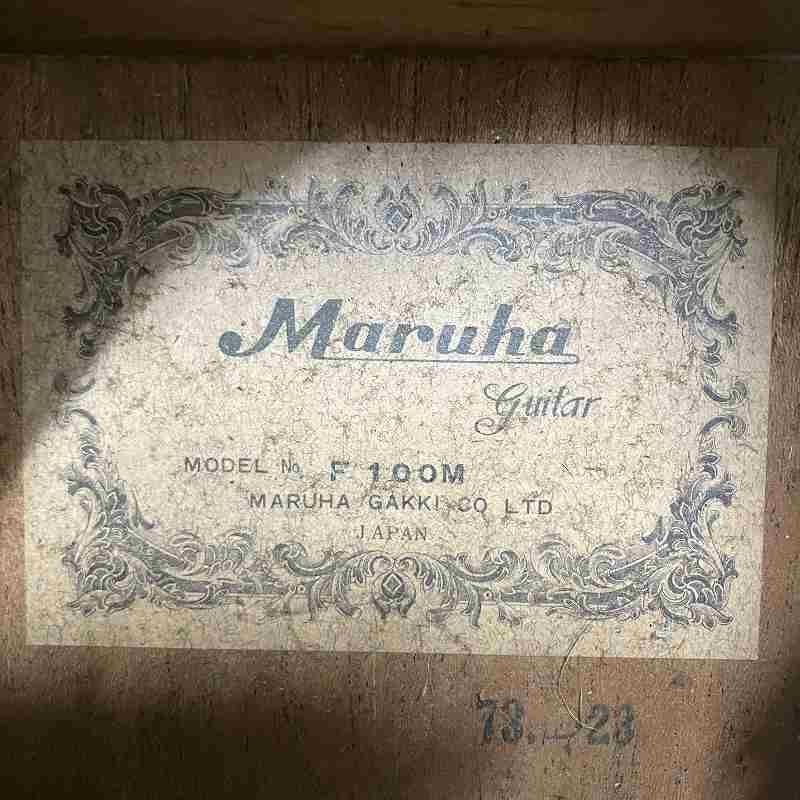 Maruha
Guitar
MODEL No. F 100M
MARUHA GAKKI CO LTD
JAPAN
73. 23